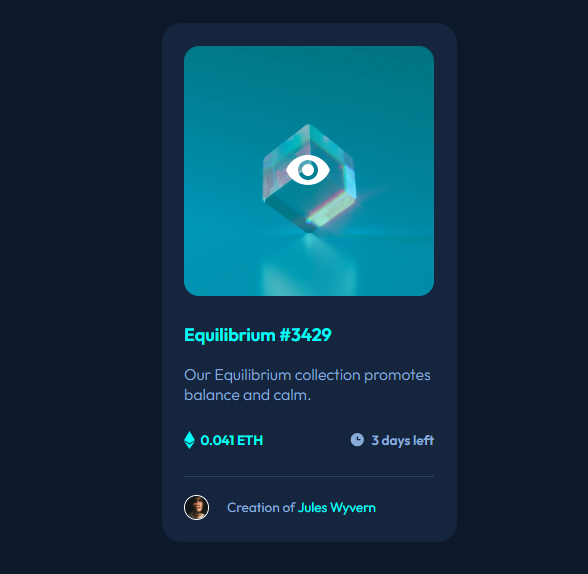 Equilibrium #3429
Our Equilibrium collection promotes
balance and calm.
0.041 ETH
3 days left
Creation of Jules Wyvern